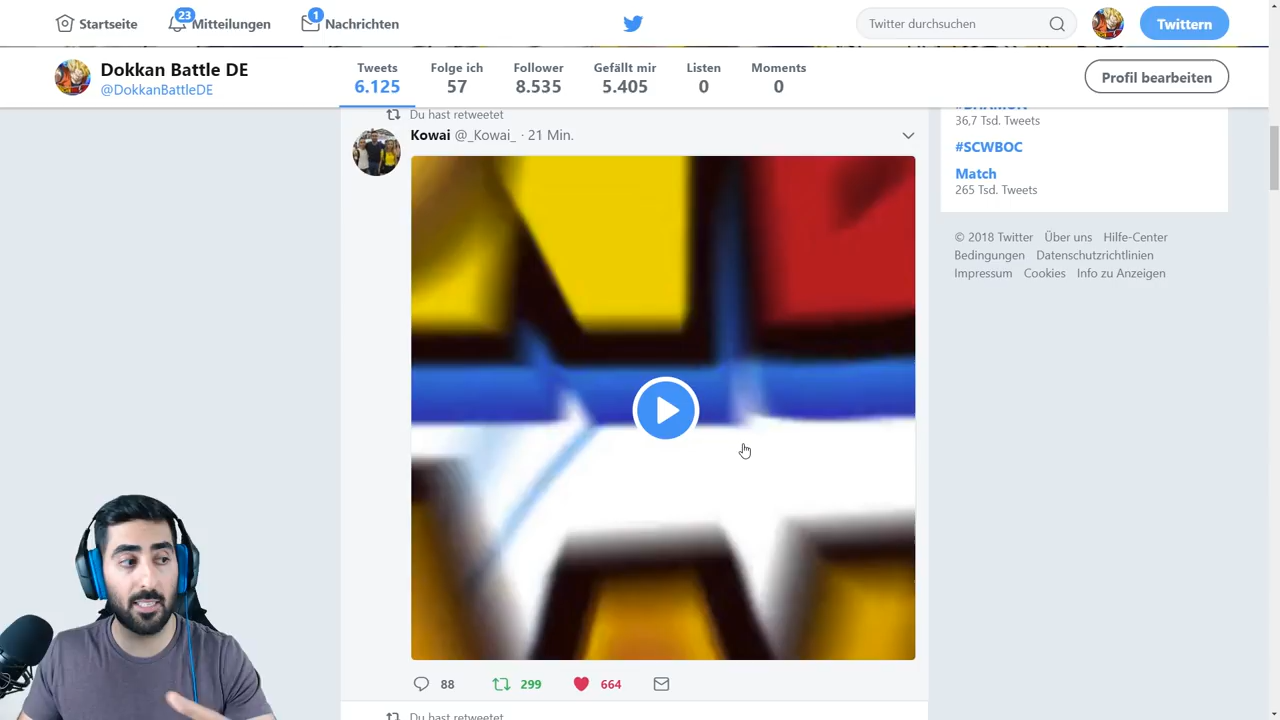 Startseite
23
Mitteilungen
1
Nachrichten
Twitter durchsuchen
Twittern
Dokkan Battle DE
@DokkanBattleDE
Tweets
6.125
Folge ich
57
Follower
8.535
Gefällt mir
5.405
Listen
0
Moments
0
Profil bearbeiten
Du hast retweetet
Kowai @_Kowai_ · 21 Min.
88
299
664
Du hast retweetet
36,7 Tsd. Tweets
#SCWBOC
Match
265 Tsd. Tweets
© 2018 Twitter Über uns Hilfe-Center
Bedingungen Datenschutzrichtlinien
Impressum Cookies Info zu Anzeigen